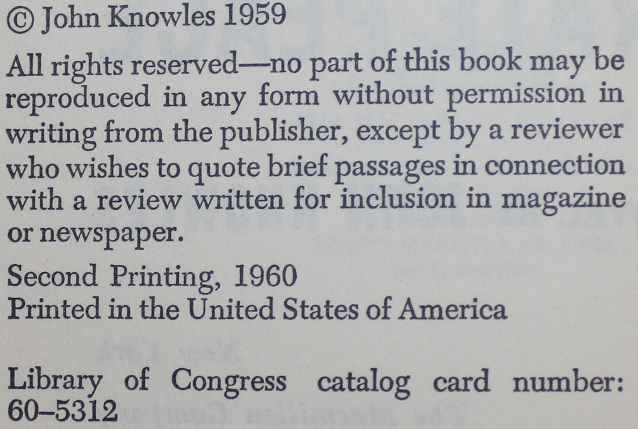 © John Knowles 1959
All rights reserved—no part of this book may be
reproduced in any form without permission in
writing from the publisher, except by a reviewer
who wishes to quote brief passages in connection
with a review written for inclusion in magazine
or newspaper.
Second Printing, 1960
Printed in the United States of America
Library of Congress catalog card number:
60–5312